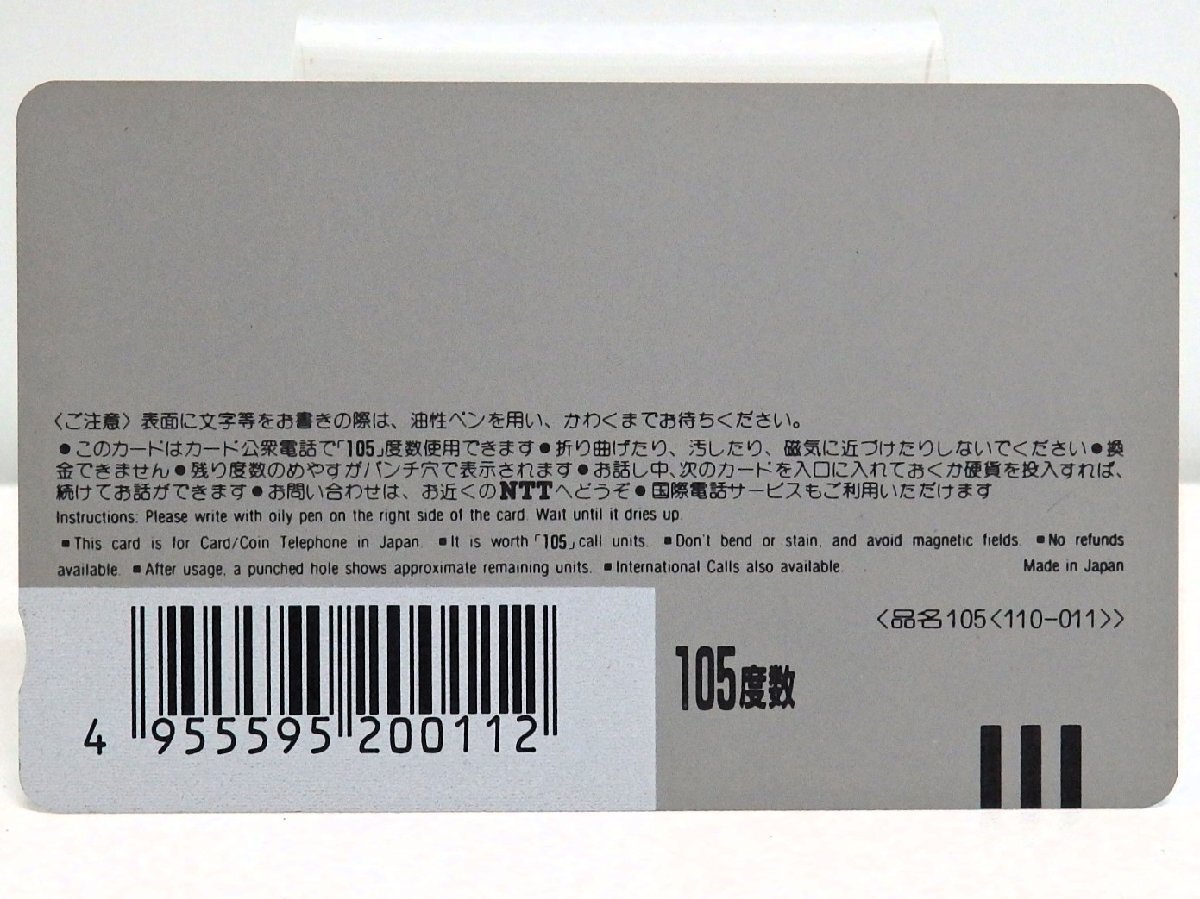 〈ご注意〉表面に文字等をお書きの際は、油性ペンを用い、かわくまでお待ちください。
●このカードはカード公衆電話で「105」度数使用できます●折り曲げたり、汚したり、磁気に近づけたりしないでください●換
金できません●残り度数のめやすがパンチ穴で表示されます●お話し中、次のカードを入口に入れておくか硬貨を投入すれば、
続けてお話ができます●お問い合わせは、お近くのNTTへどうぞ●国際電話サービスもご利用いただけます
Instructions: Please write with oily pen on the right side of the card. Wait until it dries up.
■This card is for Card/Coin Telephone in Japan. ■It is worth「105」call units. ■Don't bend or stain, and avoid magnetic fields. ■No refunds
available. ■After usage, a punched hole shows approximate remaining units. ■International Calls also available.
Made in Japan
〈品名105〈110-011〉〉
105度数
4 955595 200112